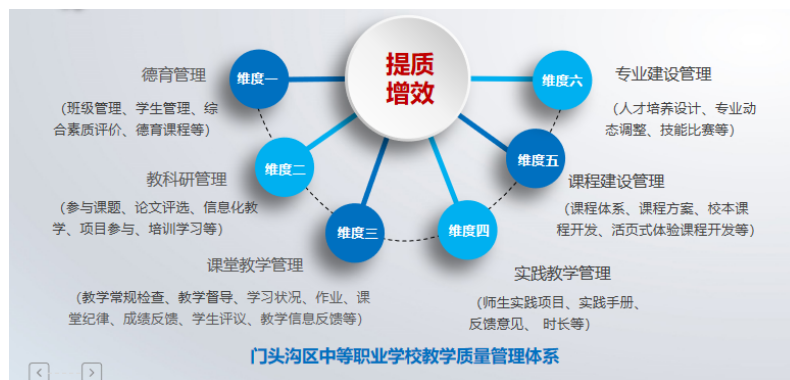 提质
增效
维度一
德育管理
（班级管理、学生管理、综
合素质评价、德育课程等）
维度二
教科研管理
（参与课题、论文评选、信息化教
学、项目参与、培训学习等）
维度三
课堂教学管理
（教学常规检查、教学督导、学习状况、作业、课
堂纪律、成绩反馈、学生评议、教学信息反馈等）
维度四
实践教学管理
（师生实践项目、实践手册、
反馈意见、 时长等）
维度五
课程建设管理
（课程体系、课程方案、校本课
程开发、活页式体验课程开发等）
维度六
专业建设管理
（人才培养设计、专业动
态调整、技能比赛等）
门头沟区中等职业学校教学质量管理体系